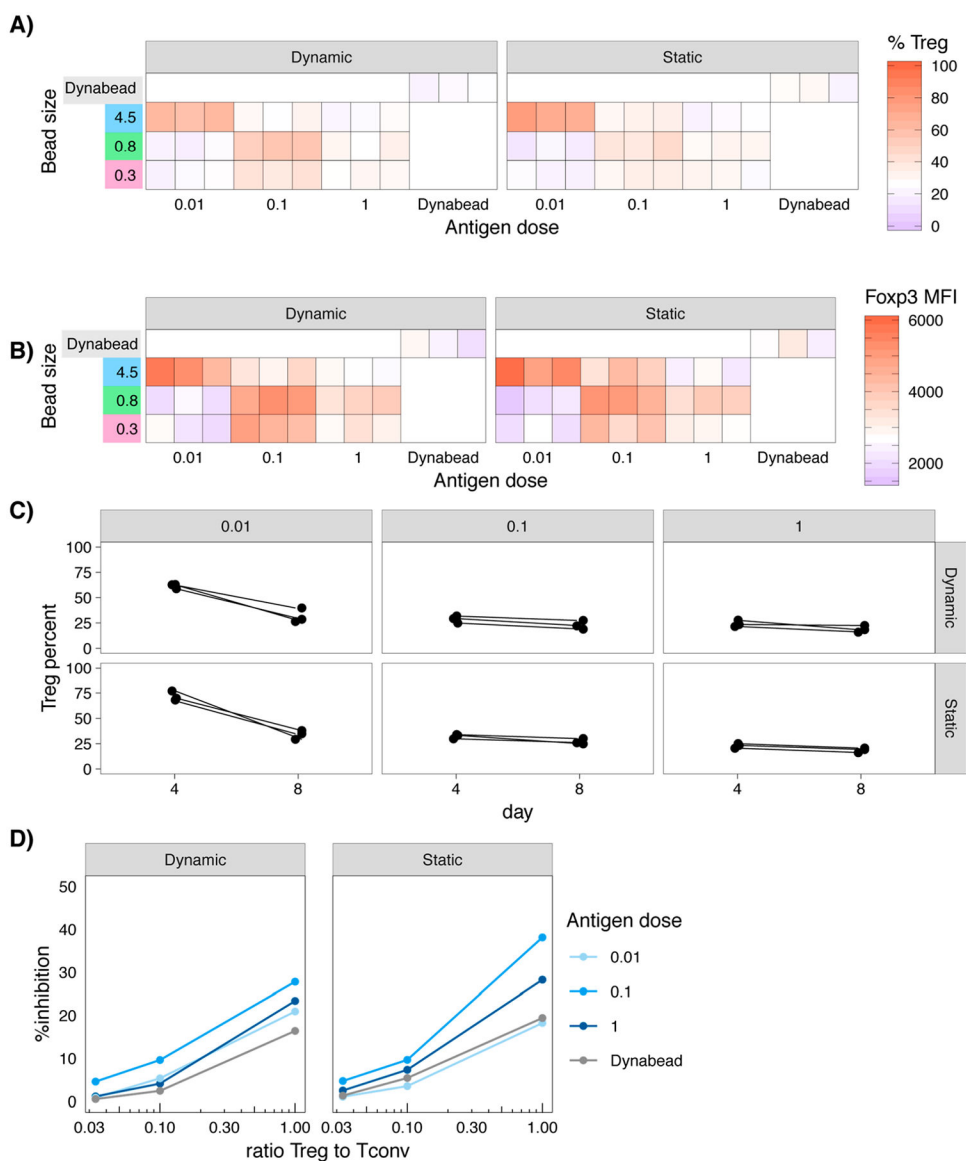 A)
Dynamic Static
% Treg
Bead size
Dynabead
4.5
0.8
0.3
100
80
60
40
20
0
0.01 0.1 1 Dynabead 0.01 0.1 1 Dynabead
Antigen dose
B)
Dynamic Static
Foxp3 MFI
Bead size
Dynabead
4.5
0.8
0.3
6000
4000
2000
0.01 0.1 1 Dynabead 0.01 0.1 1 Dynabead
Antigen dose
C)
0.01 0.1 1
Treg percent
100
75
50
25
0
Dynamic
100
75
50
25
0
Static
4 8 4 8 4 8
day
D)
Dynamic Static
%inhibition
50
40
30
20
10
0
0.03 0.10 0.30 1.00 0.03 0.10 0.30 1.00
ratio Treg to Tconv
Antigen dose
0.01
0.1
1
Dynabead